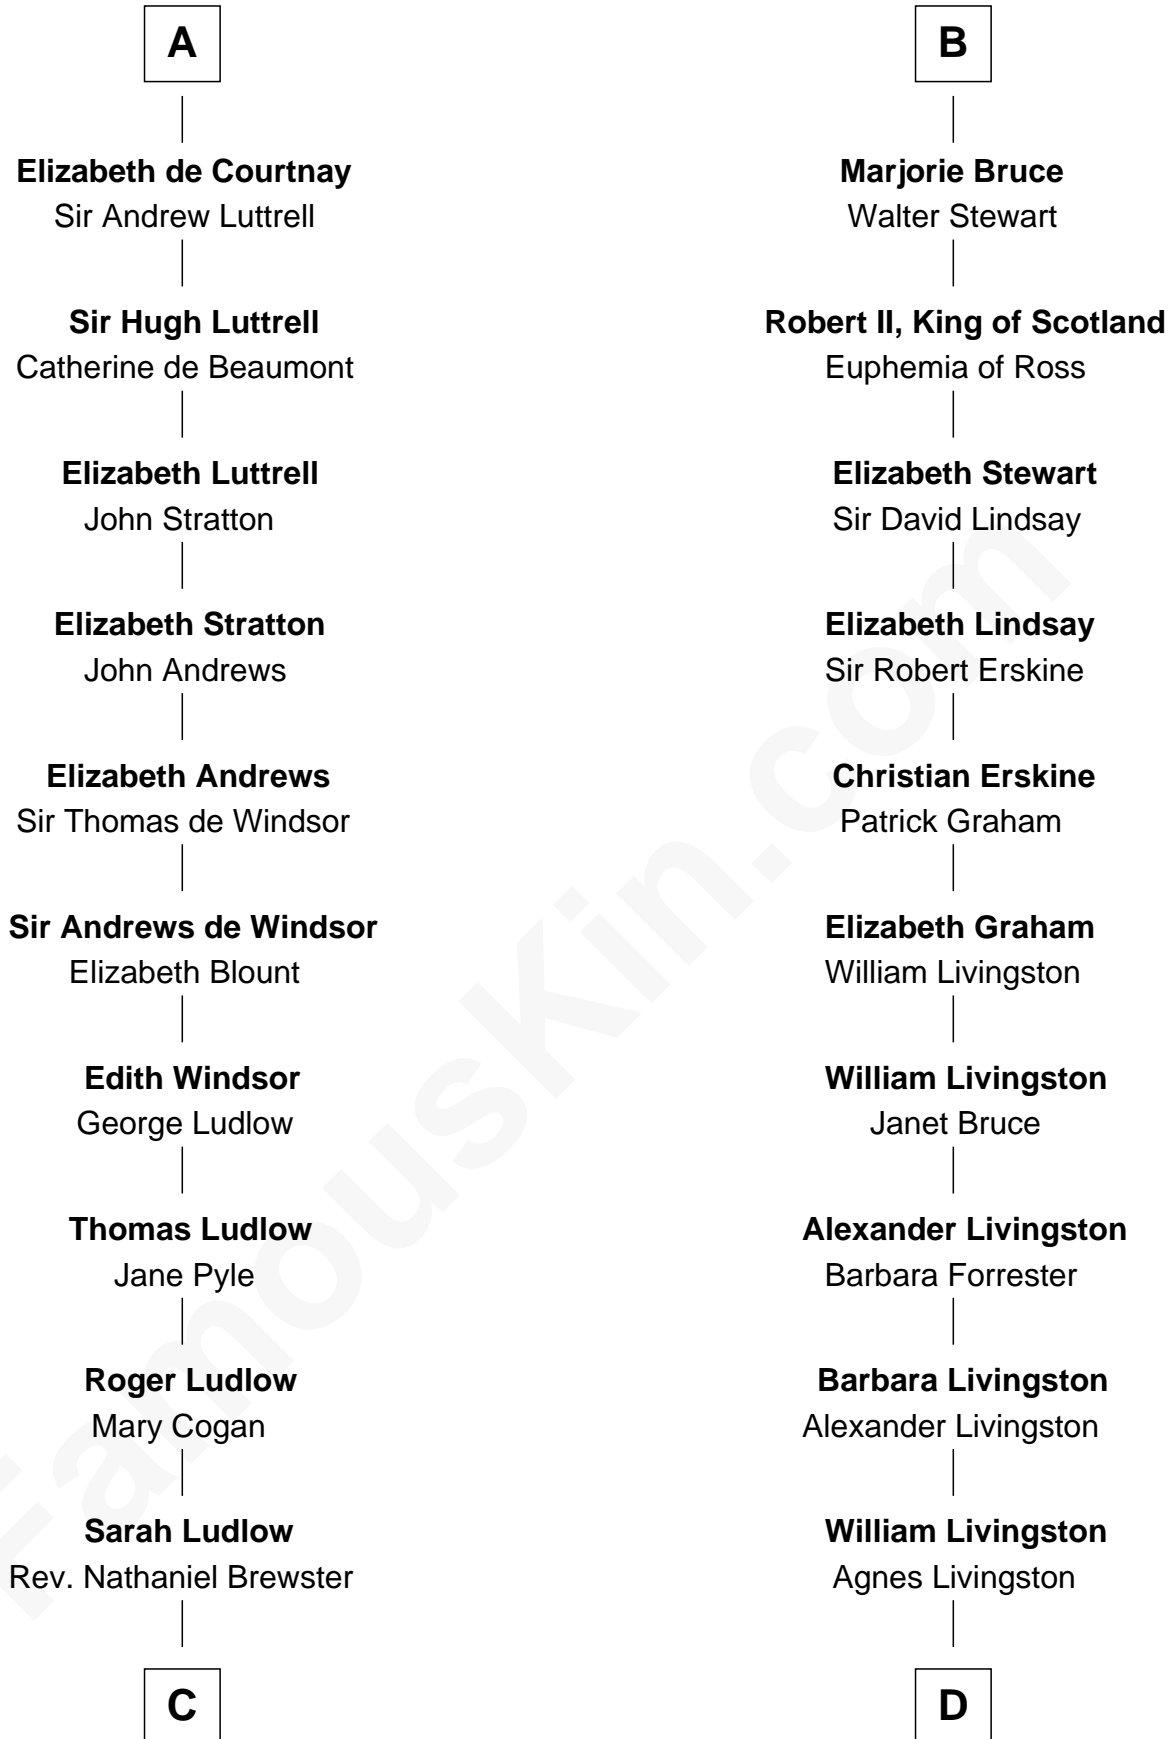 A
Elizabeth de Courtnay
Sir Andrew Luttrell
Sir Hugh Luttrell
Catherine de Beaumont
Elizabeth Luttrell
John Stratton
Elizabeth Stratton
John Andrews
Elizabeth Andrews
Sir Thomas de Windsor
Sir Andrews de Windsor
Elizabeth Blount
Edith Windsor
George Ludlow
Thomas Ludlow
Jane Pyle
Roger Ludlow
Mary Cogan
Sarah Ludlow
Rev. Nathaniel Brewster
C
B
Marjorie Bruce
Walter Stewart
Robert II, King of Scotland
Euphemia of Ross
Elizabeth Stewart
Sir David Lindsay
Elizabeth Lindsay
Sir Robert Erskine
Christian Erskine
Patrick Graham
Elizabeth Graham
William Livingston
William Livingston
Janet Bruce
Alexander Livingston
Barbara Forrester
Barbara Livingston
Alexander Livingston
William Livingston
Agnes Livingston
D
FamousKin.com